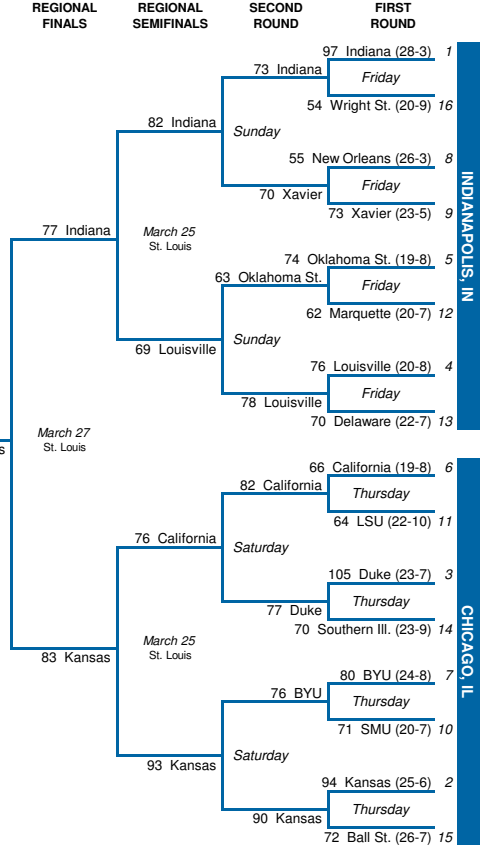 REGIONAL
FINALS
REGIONAL
SEMIFINALS
SECOND
ROUND
FIRST
ROUND
97 Indiana (28-3) 1
73 Indiana
Friday
54 Wright St. (20-9) 16
82 Indiana
Sunday
55 New Orleans (26-3) 8
Friday
70 Xavier
73 Xavier (23-5) 9
77 Indiana
March 25
St. Louis
74 Oklahoma St. (19-8) 5
63 Oklahoma St.
Friday
62 Marquette (20-7) 12
Sunday
69 Louisville
76 Louisville (20-8) 4
Friday
78 Louisville
70 Delaware (22-7) 13
INDIANAPOLIS, IN
March 27
St. Louis
s
66 California (19-8) 6
82 California
Thursday
64 LSU (22-10) 11
76 California
Saturday
105 Duke (23-7) 3
Thursday
77 Duke
70 Southern Ill. (23-9) 14
March 25
St. Louis
83 Kansas
80 BYU (24-8) 7
76 BYU
Thursday
71 SMU (20-7) 10
Saturday
93 Kansas
94 Kansas (25-6) 2
Thursday
90 Kansas
72 Ball St. (26-7) 15
CHICAGO, IL